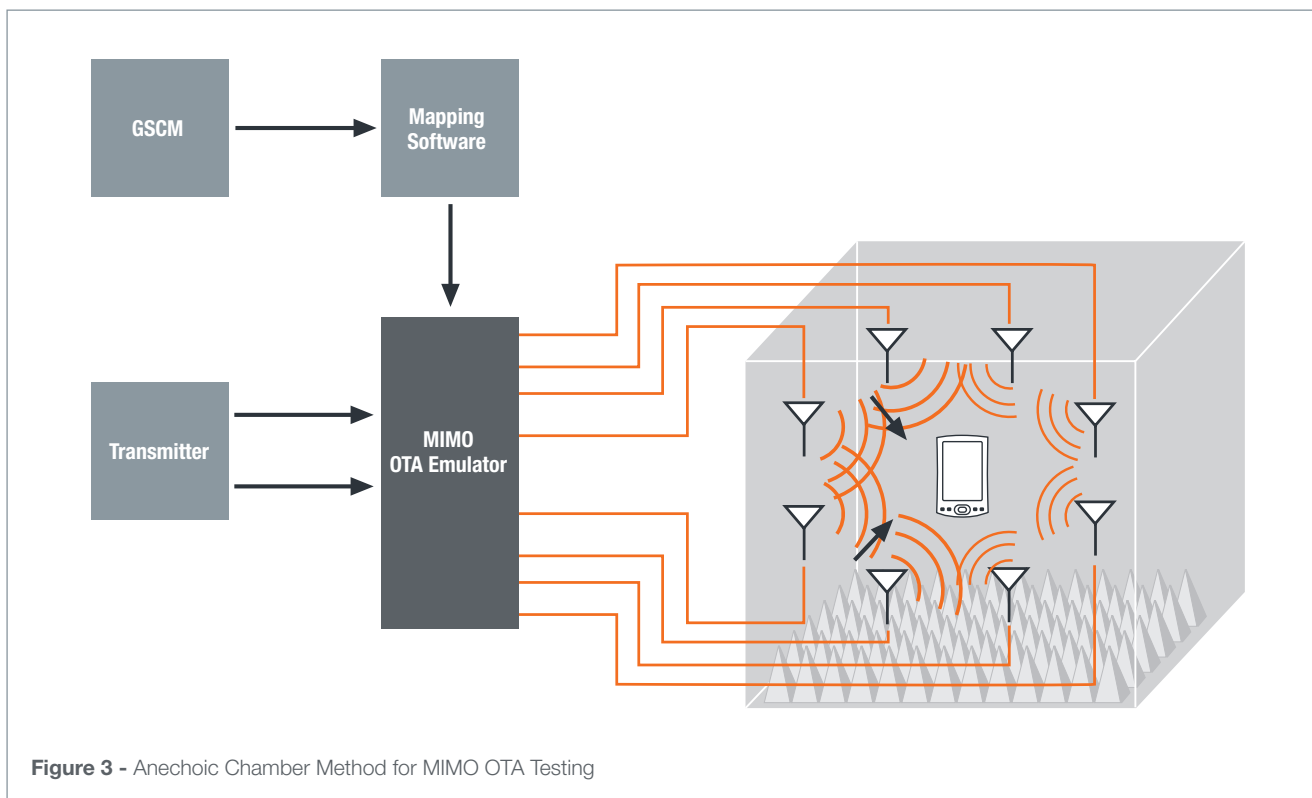 GSCM
Mapping
Software
Transmitter
MIMO
OTA Emulator
Figure 3 - Anechoic Chamber Method for MIMO OTA Testing